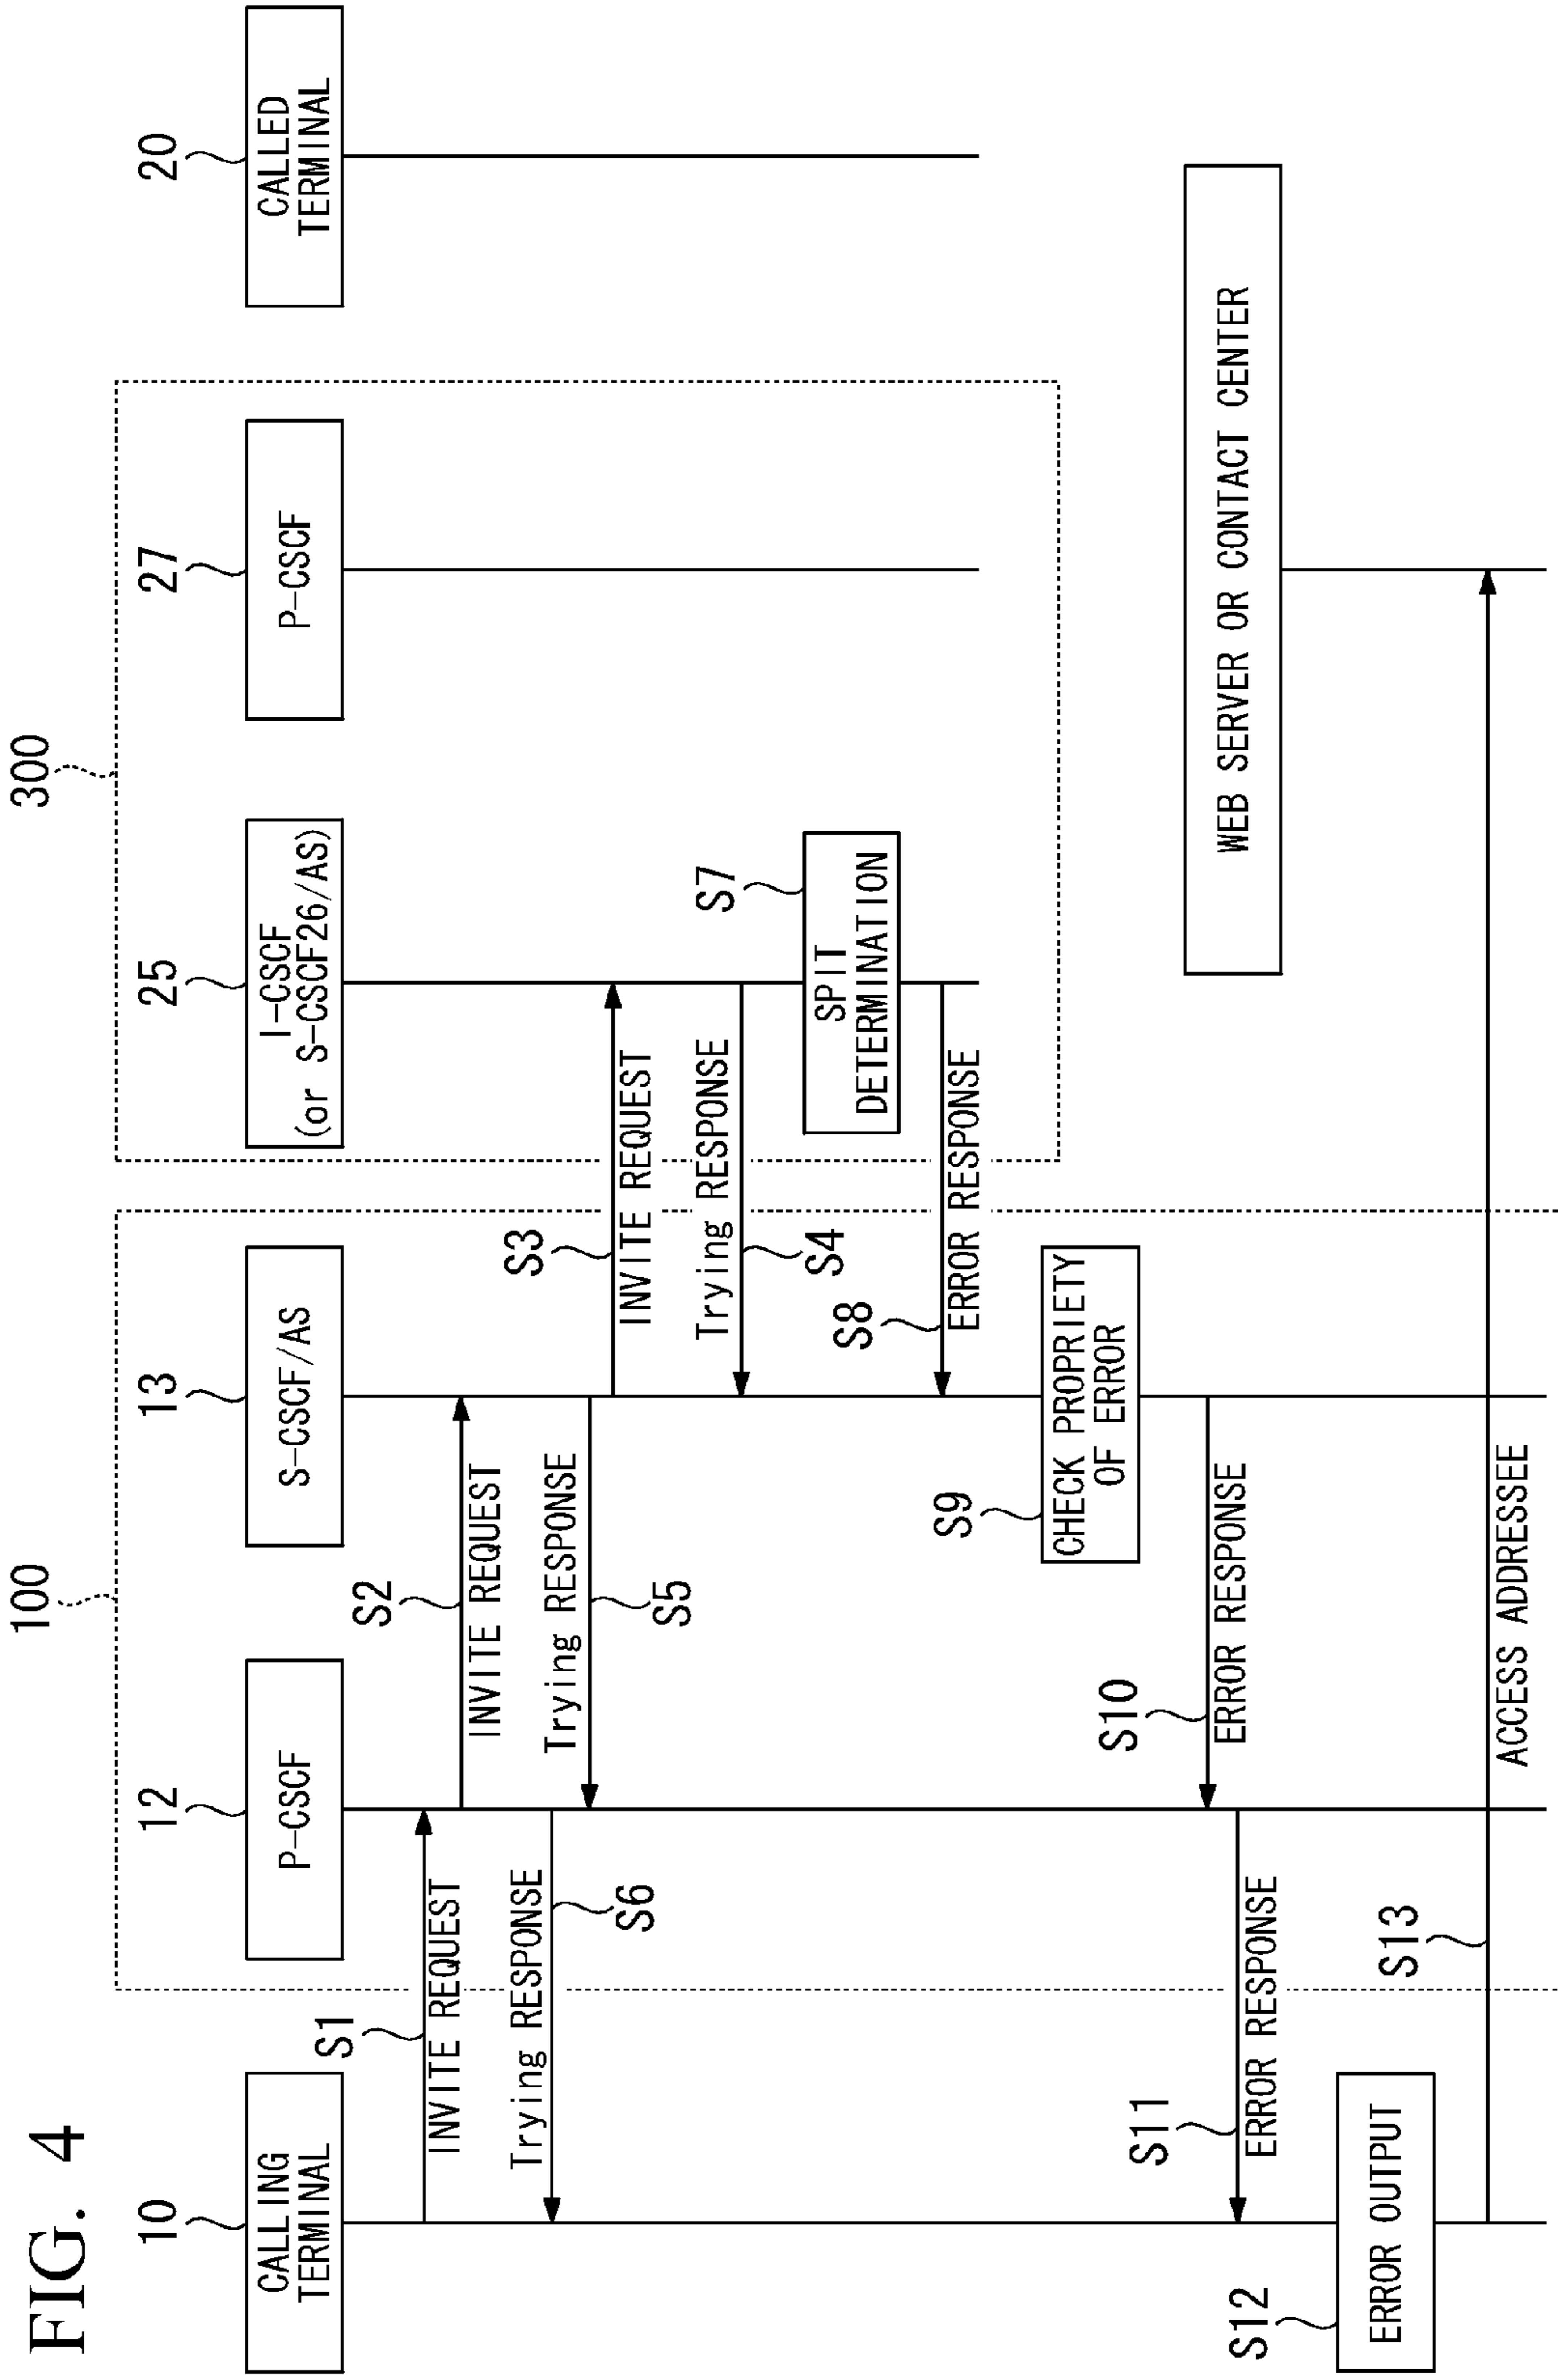 FIG. 4
100
300
10
12
13
25
27
20
CALLING
TERMINAL
P-CSCF
S-CSCF/AS
I-CSCF
(or S-CSCF26/AS)
P-CSCF
CALLED
TERMINAL
S1
INVITE REQUEST
S2
INVITE REQUEST
S3
INVITE REQUEST
Trying RESPONSE
S4
Trying RESPONSE
S5
Trying RESPONSE
S6
S7
SPIT
DETERMINATION
S8
ERROR RESPONSE
S9
CHECK PROPRIETY
OF ERROR
S10
ERROR RESPONSE
S11
ERROR RESPONSE
WEB SERVER OR CONTACT CENTER
S12
ERROR OUTPUT
S13
ACCESS ADDRESSEE